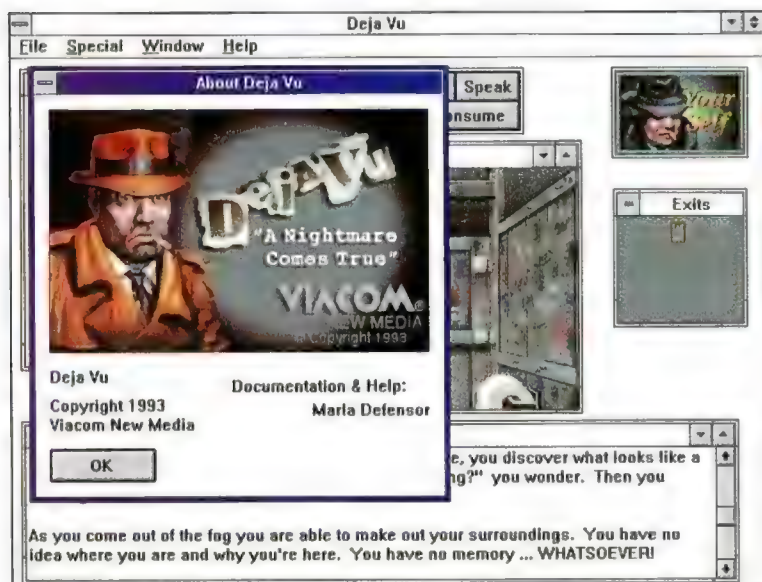 Deja Vu
File Special Window Help
About Deja Vu
Speak
onsume
Your Self
Exits
Deja Vu
"A Nightmare
Comes True"
VIACOM®
NEW MEDIA
© Copyright 1993
Deja Vu
Copyright 1993
Viacom New Media
Documentation & Help:
Marla Defensor
OK
e, you discover what looks like a
ng?" you wonder. Then you
As you come out of the fog you are able to make out your surroundings. You have no
idea where you are and why you're here. You have no memory ... WHATSOEVER!